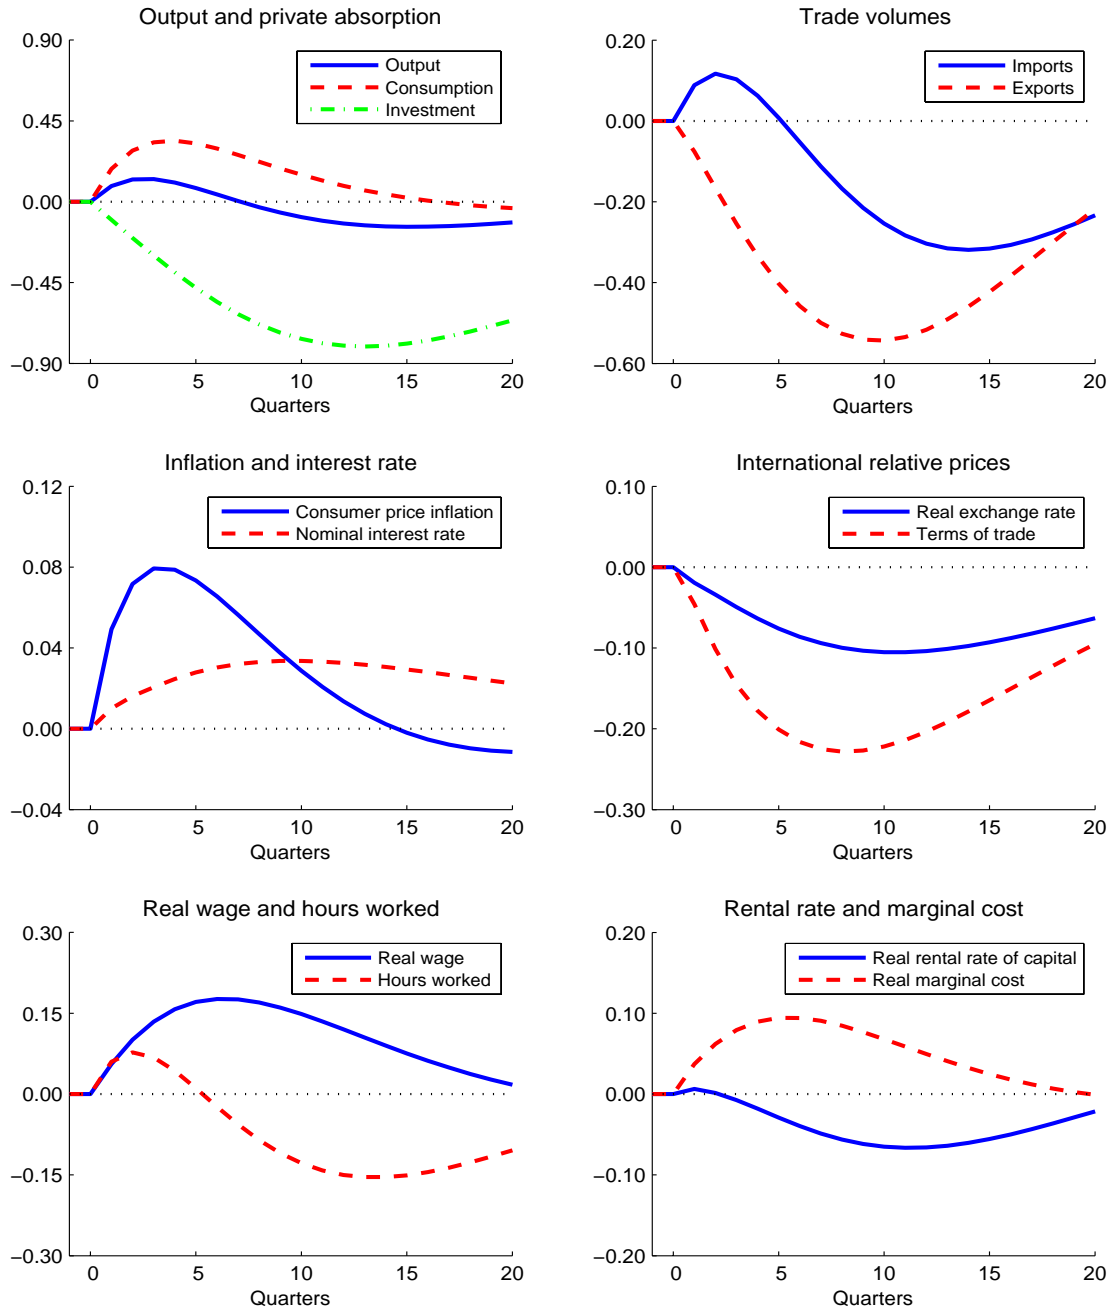 Output and private absorption
0.90
0.45
0.00
−0.45
−0.90
Output
Consumption
Investment
0 5 10 15 20
Quarters
Trade volumes
0.20
0.00
−0.20
−0.40
−0.60
Imports
Exports
0 5 10 15 20
Quarters
Inflation and interest rate
0.12
0.08
0.04
0.00
−0.04
Consumer price inflation
Nominal interest rate
0 5 10 15 20
Quarters
International relative prices
0.10
0.00
−0.10
−0.20
−0.30
Real exchange rate
Terms of trade
0 5 10 15 20
Quarters
Real wage and hours worked
0.30
0.15
0.00
−0.15
−0.30
Real wage
Hours worked
0 5 10 15 20
Quarters
Rental rate and marginal cost
0.20
0.10
0.00
−0.10
−0.20
Real rental rate of capital
Real marginal cost
0 5 10 15 20
Quarters